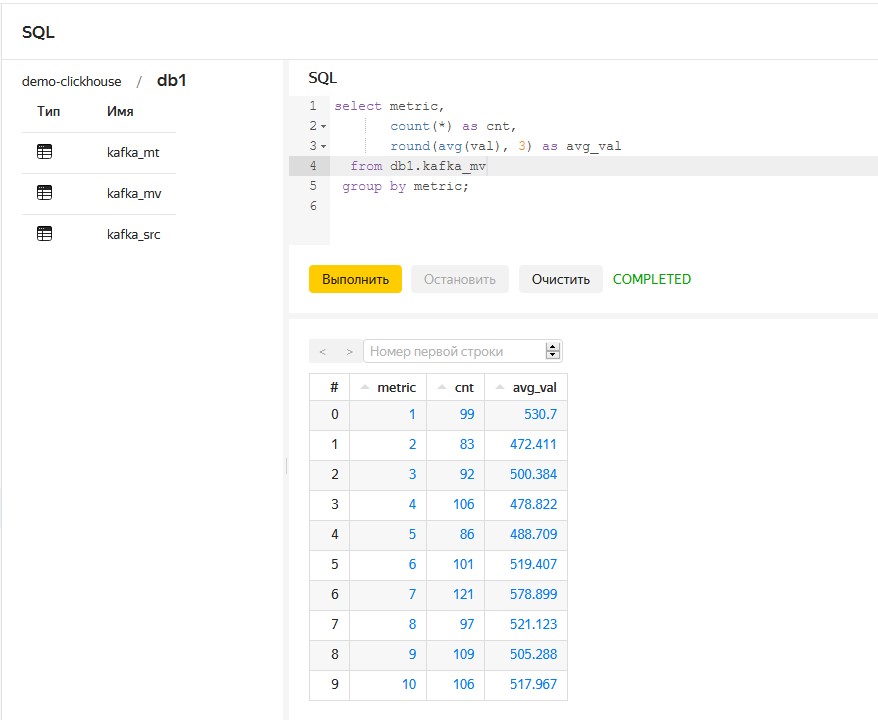 SQL
demo-clickhouse / db1
Тип Имя
kafka_mt
kafka_mv
kafka_src
SQL
1 select metric,
2 count(*) as cnt,
3 round(avg(val), 3) as avg_val
4 from db1.kafka_mv
5 group by metric;
6
Выполнить Остановить Очистить COMPLETED
< > Номер первой строки
# metric cnt avg_val
0 1 99 530.7
1 2 83 472.411
2 3 92 500.384
3 4 106 478.822
4 5 86 488.709
5 6 101 519.407
6 7 121 578.899
7 8 97 521.123
8 9 109 505.288
9 10 106 517.967